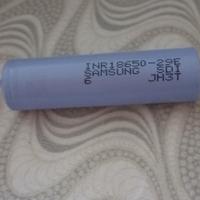 INR18650-29E
SAMSUNG SDI
6 JH3T